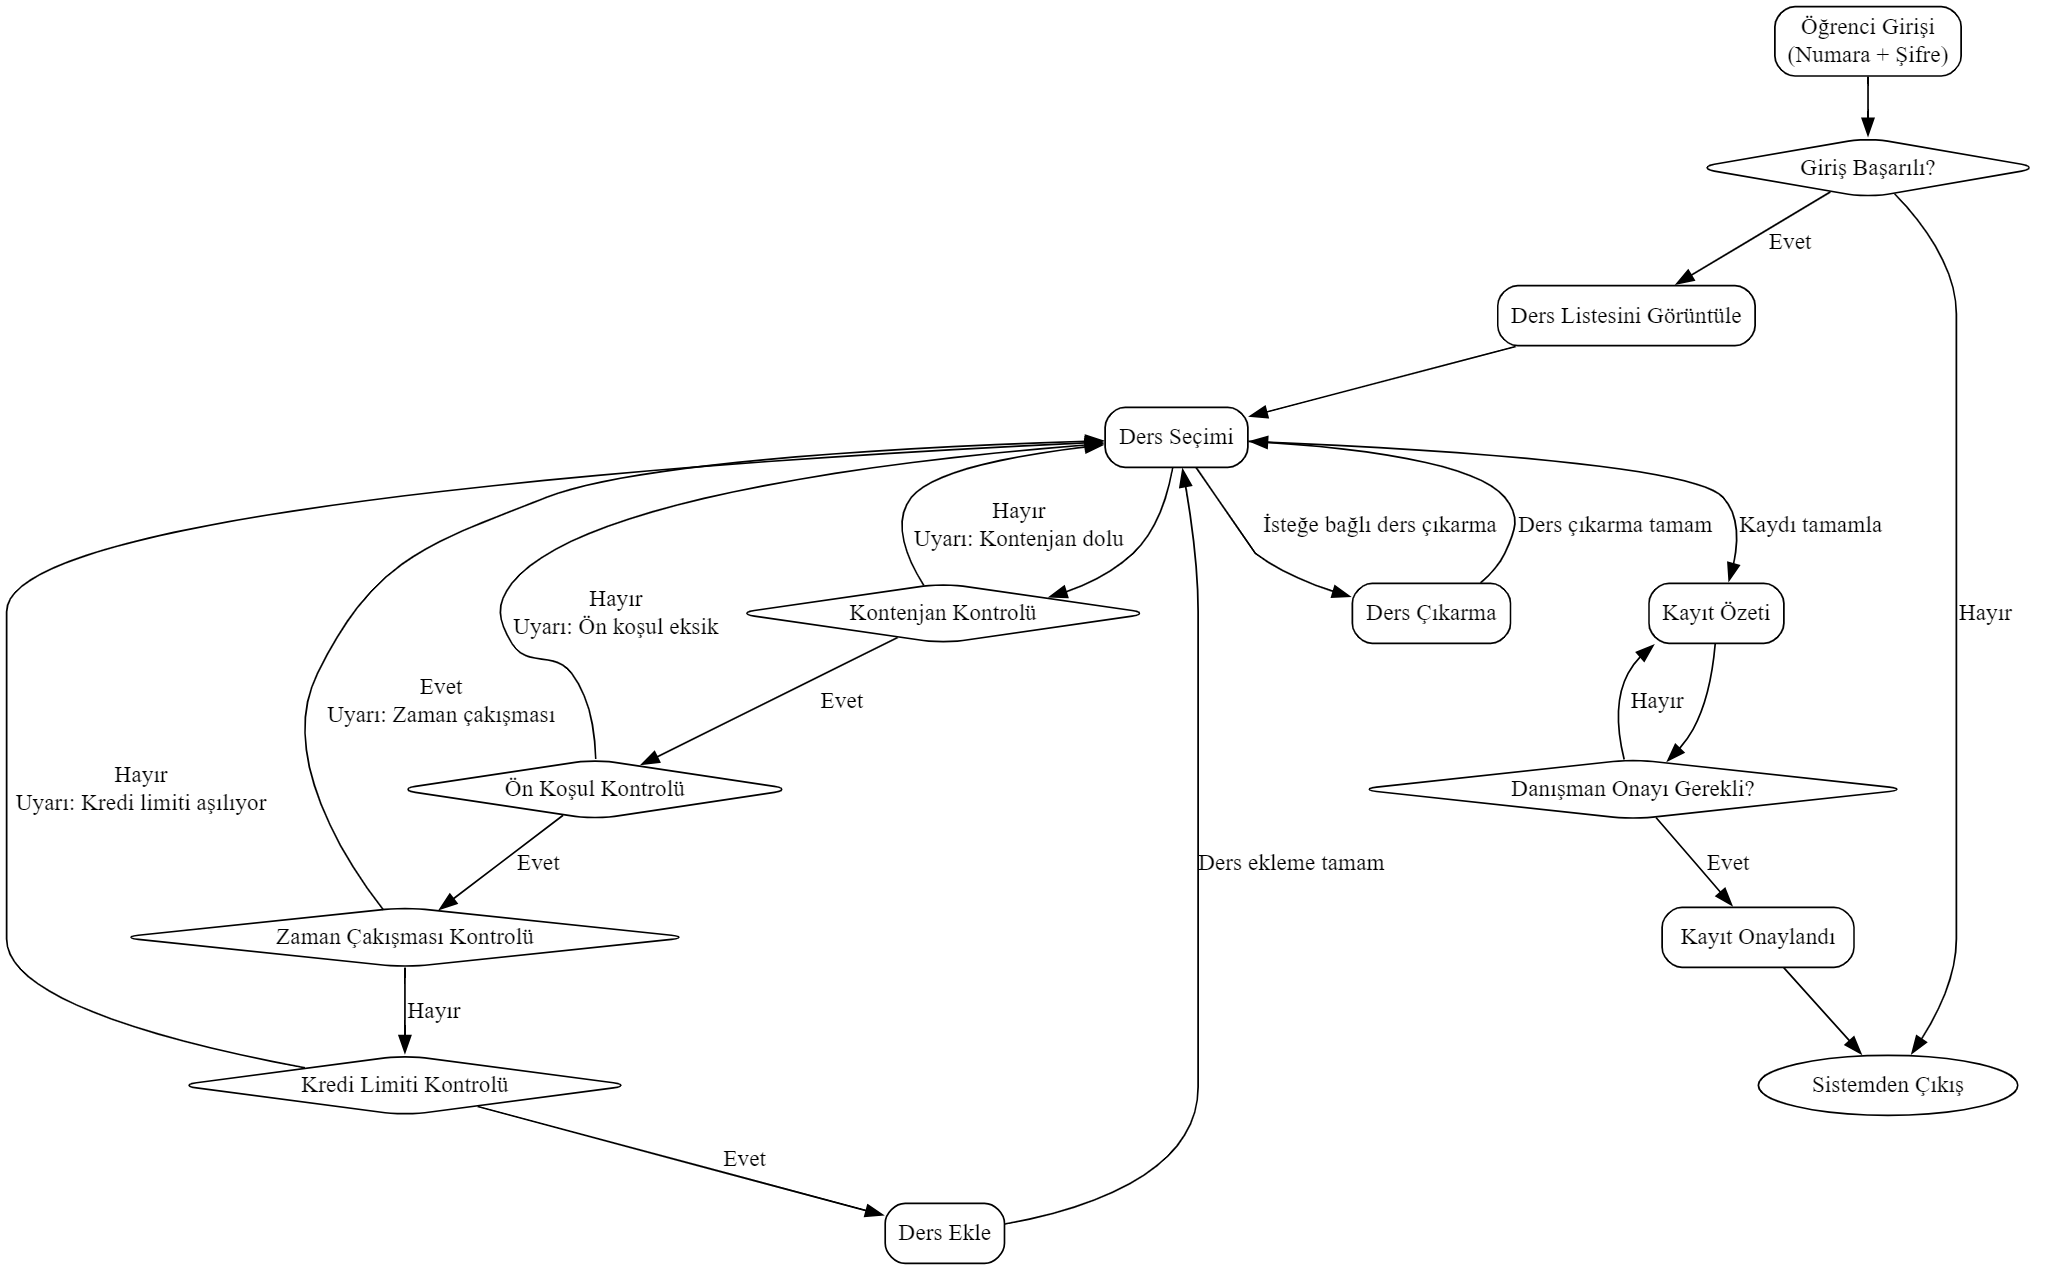 Öğrenci Girişi
(Numara + Şifre)
Giriş Başarılı?
Evet
Ders Listesini Görüntüle
Ders Seçimi
Hayır
Uyarı: Kontenjan dolu
İsteğe bağlı ders çıkarma
Ders çıkarma tamam
Kaydı tamamla
Hayır
Uyarı: Ön koşul eksik
Kontenjan Kontrolü
Ders Çıkarma
Kayıt Özeti
Hayır
Evet
Uyarı: Zaman çakışması
Evet
Hayır
Hayır
Uyarı: Kredi limiti aşılıyor
Ön Koşul Kontrolü
Danışman Onayı Gerekli?
Evet
Ders ekleme tamam
Evet
Zaman Çakışması Kontrolü
Kayıt Onaylandı
Hayır
Kredi Limiti Kontrolü
Sistemden Çıkış
Evet
Ders Ekle